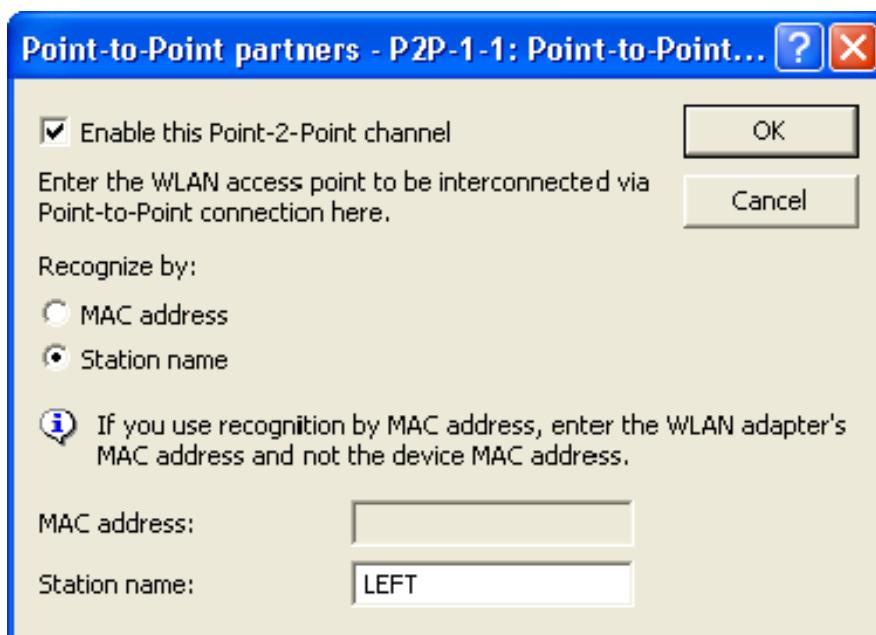 Point-to-Point partners - P2P-1-1: Point-to-Point...
Enable this Point-2-Point channel
OK
Enter the WLAN access point to be interconnected via
Point-to-Point connection here.
Cancel
Recognize by:
MAC address
Station name
If you use recognition by MAC address, enter the WLAN adapter's
MAC address and not the device MAC address.
MAC address:
Station name: LEFT